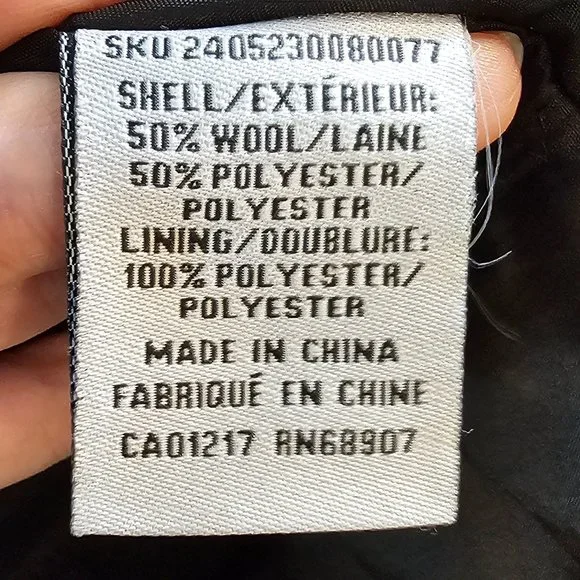 SKU 2405230080077
SHELL/EXTÉRIEUR:
50% WOOL/LAINE
50% POLYESTER/
POLYESTER
LINING/DOUBLURE:
100% POLYESTER/
POLYESTER
MADE IN CHINA
FABRIQUÉ EN CHINE
CA01217 RN68907